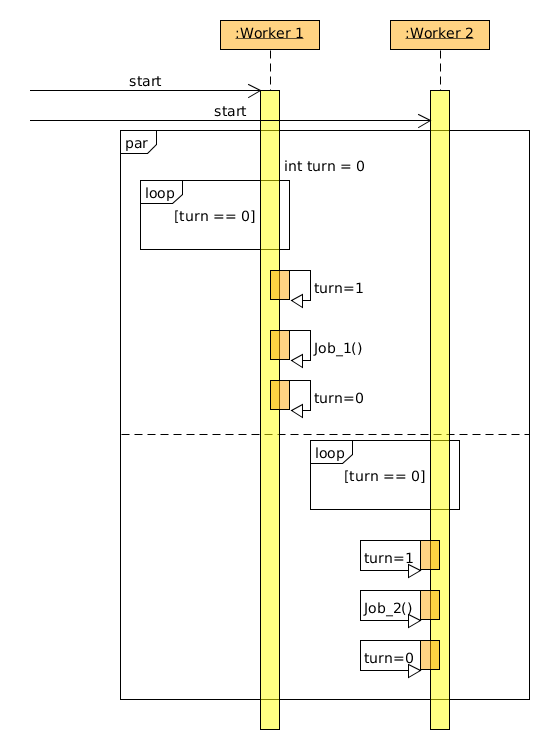 :Worker 1
:Worker 2
start
start
par
int turn = 0
loop
[turn == 0]
turn=1
Job_1()
turn=0
loop
[turn == 0]
turn=1
Job_2()
turn=0